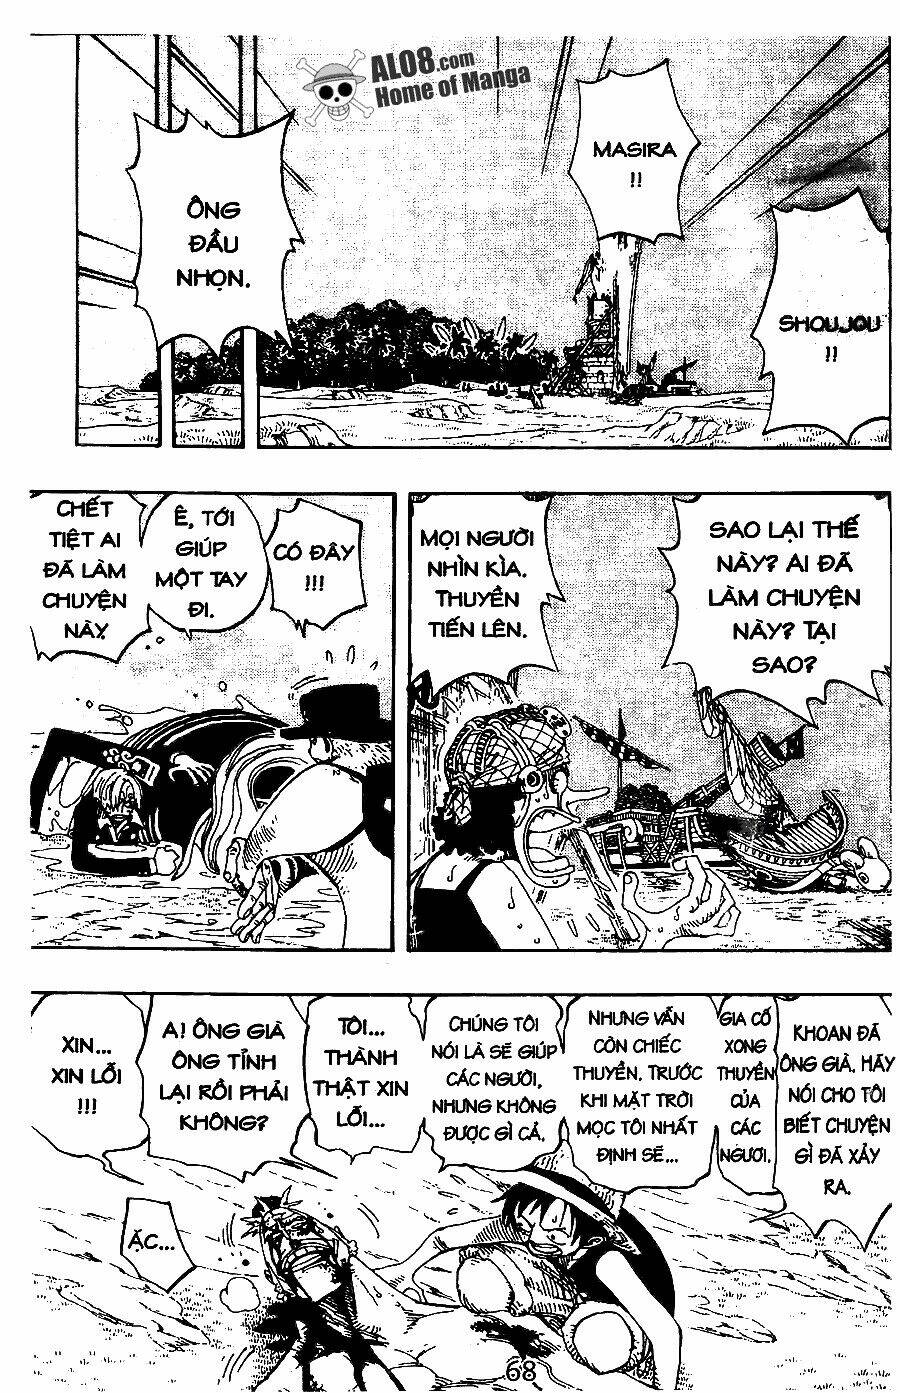 ALO8.com
Home of Manga
SHOUJOU
!!
MASIRA
!!
ÔNG
ĐẦU
NHỌN.
SAO LẠI THẾ
NÀY? AI ĐÃ
LÀM CHUYỆN
NÀY? TẠI
SAO?
MỌI NGƯỜI
NHÌN KÌA.
THUYỀN
TIẾN LÊN.
CÓ ĐÂY
!!!
Ê, TỚI
GIÚP
MỘT TAY
ĐI.
CHẾT
TIỆT AI
ĐÃ LÀM
CHUYỆN
NÀY.
KHOAN ĐÃ
ÔNG GIÀ. HÃY
NÓI CHO TÔI
BIẾT CHUYỆN
GÌ ĐÃ XẢY
RA.
GIA CỐ
XONG
THUYỀN
CỦA
CÁC
NGƯƠI.
NHƯNG VẪN
CÒN CHIẾC
THUYỀN. TRƯỚC
KHI MẶT TRỜI
MỌC TÔI NHẤT
ĐỊNH SẼ...
CHÚNG TÔI
NÓI LÀ SẼ GIÚP
CÁC NGƯỜI.
NHƯNG KHÔNG
ĐƯỢC GÌ CẢ.
TÔI...
THÀNH
THẬT XIN
LỖI...
A! ÔNG GIÀ
ÔNG TỈNH
LẠI RỒI PHẢI
KHÔNG?
XIN...
XIN LỖI
!!!
ẶC...
68